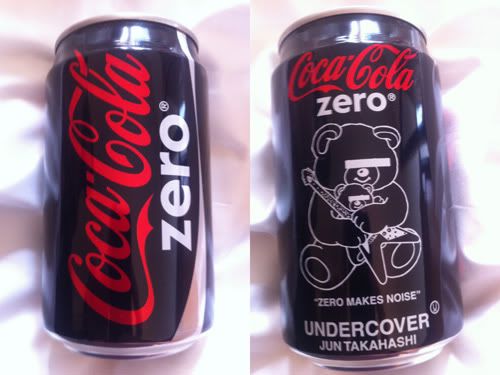 Coca-Cola
zero®
Coca-Cola
zero®
"ZERO MAKES NOISE"
UNDERCOVER
JUN TAKAHASHI